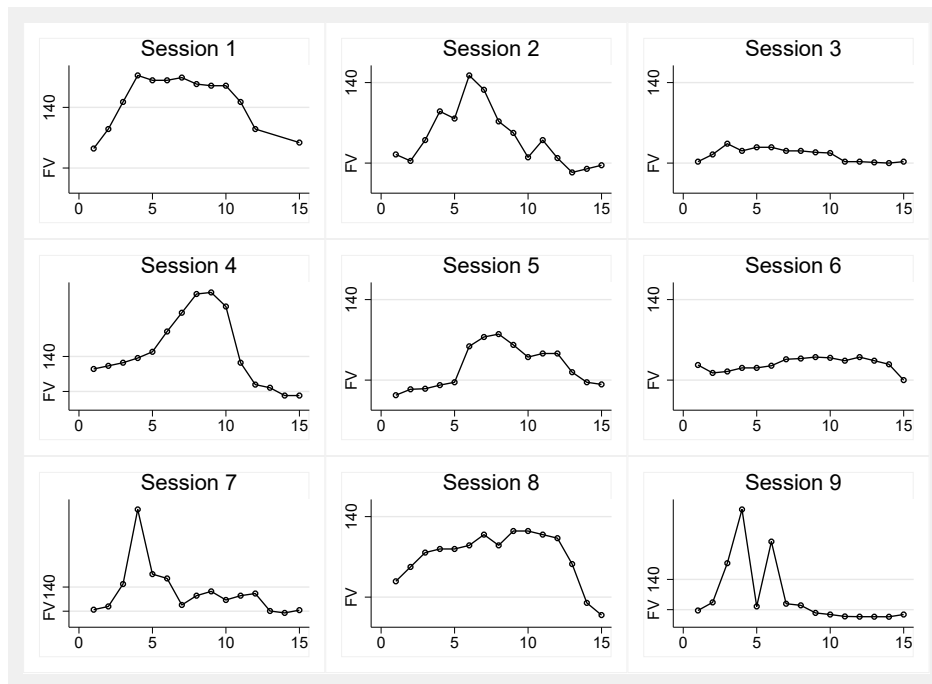 Session 1
140
FV
0 5 10 15
Session 2
140
FV
0 5 10 15
Session 3
140
FV
0 5 10 15
Session 4
140
FV
0 5 10 15
Session 5
140
FV
0 5 10 15
Session 6
140
FV
0 5 10 15
Session 7
140
FV
0 5 10 15
Session 8
140
FV
0 5 10 15
Session 9
140
FV
0 5 10 15